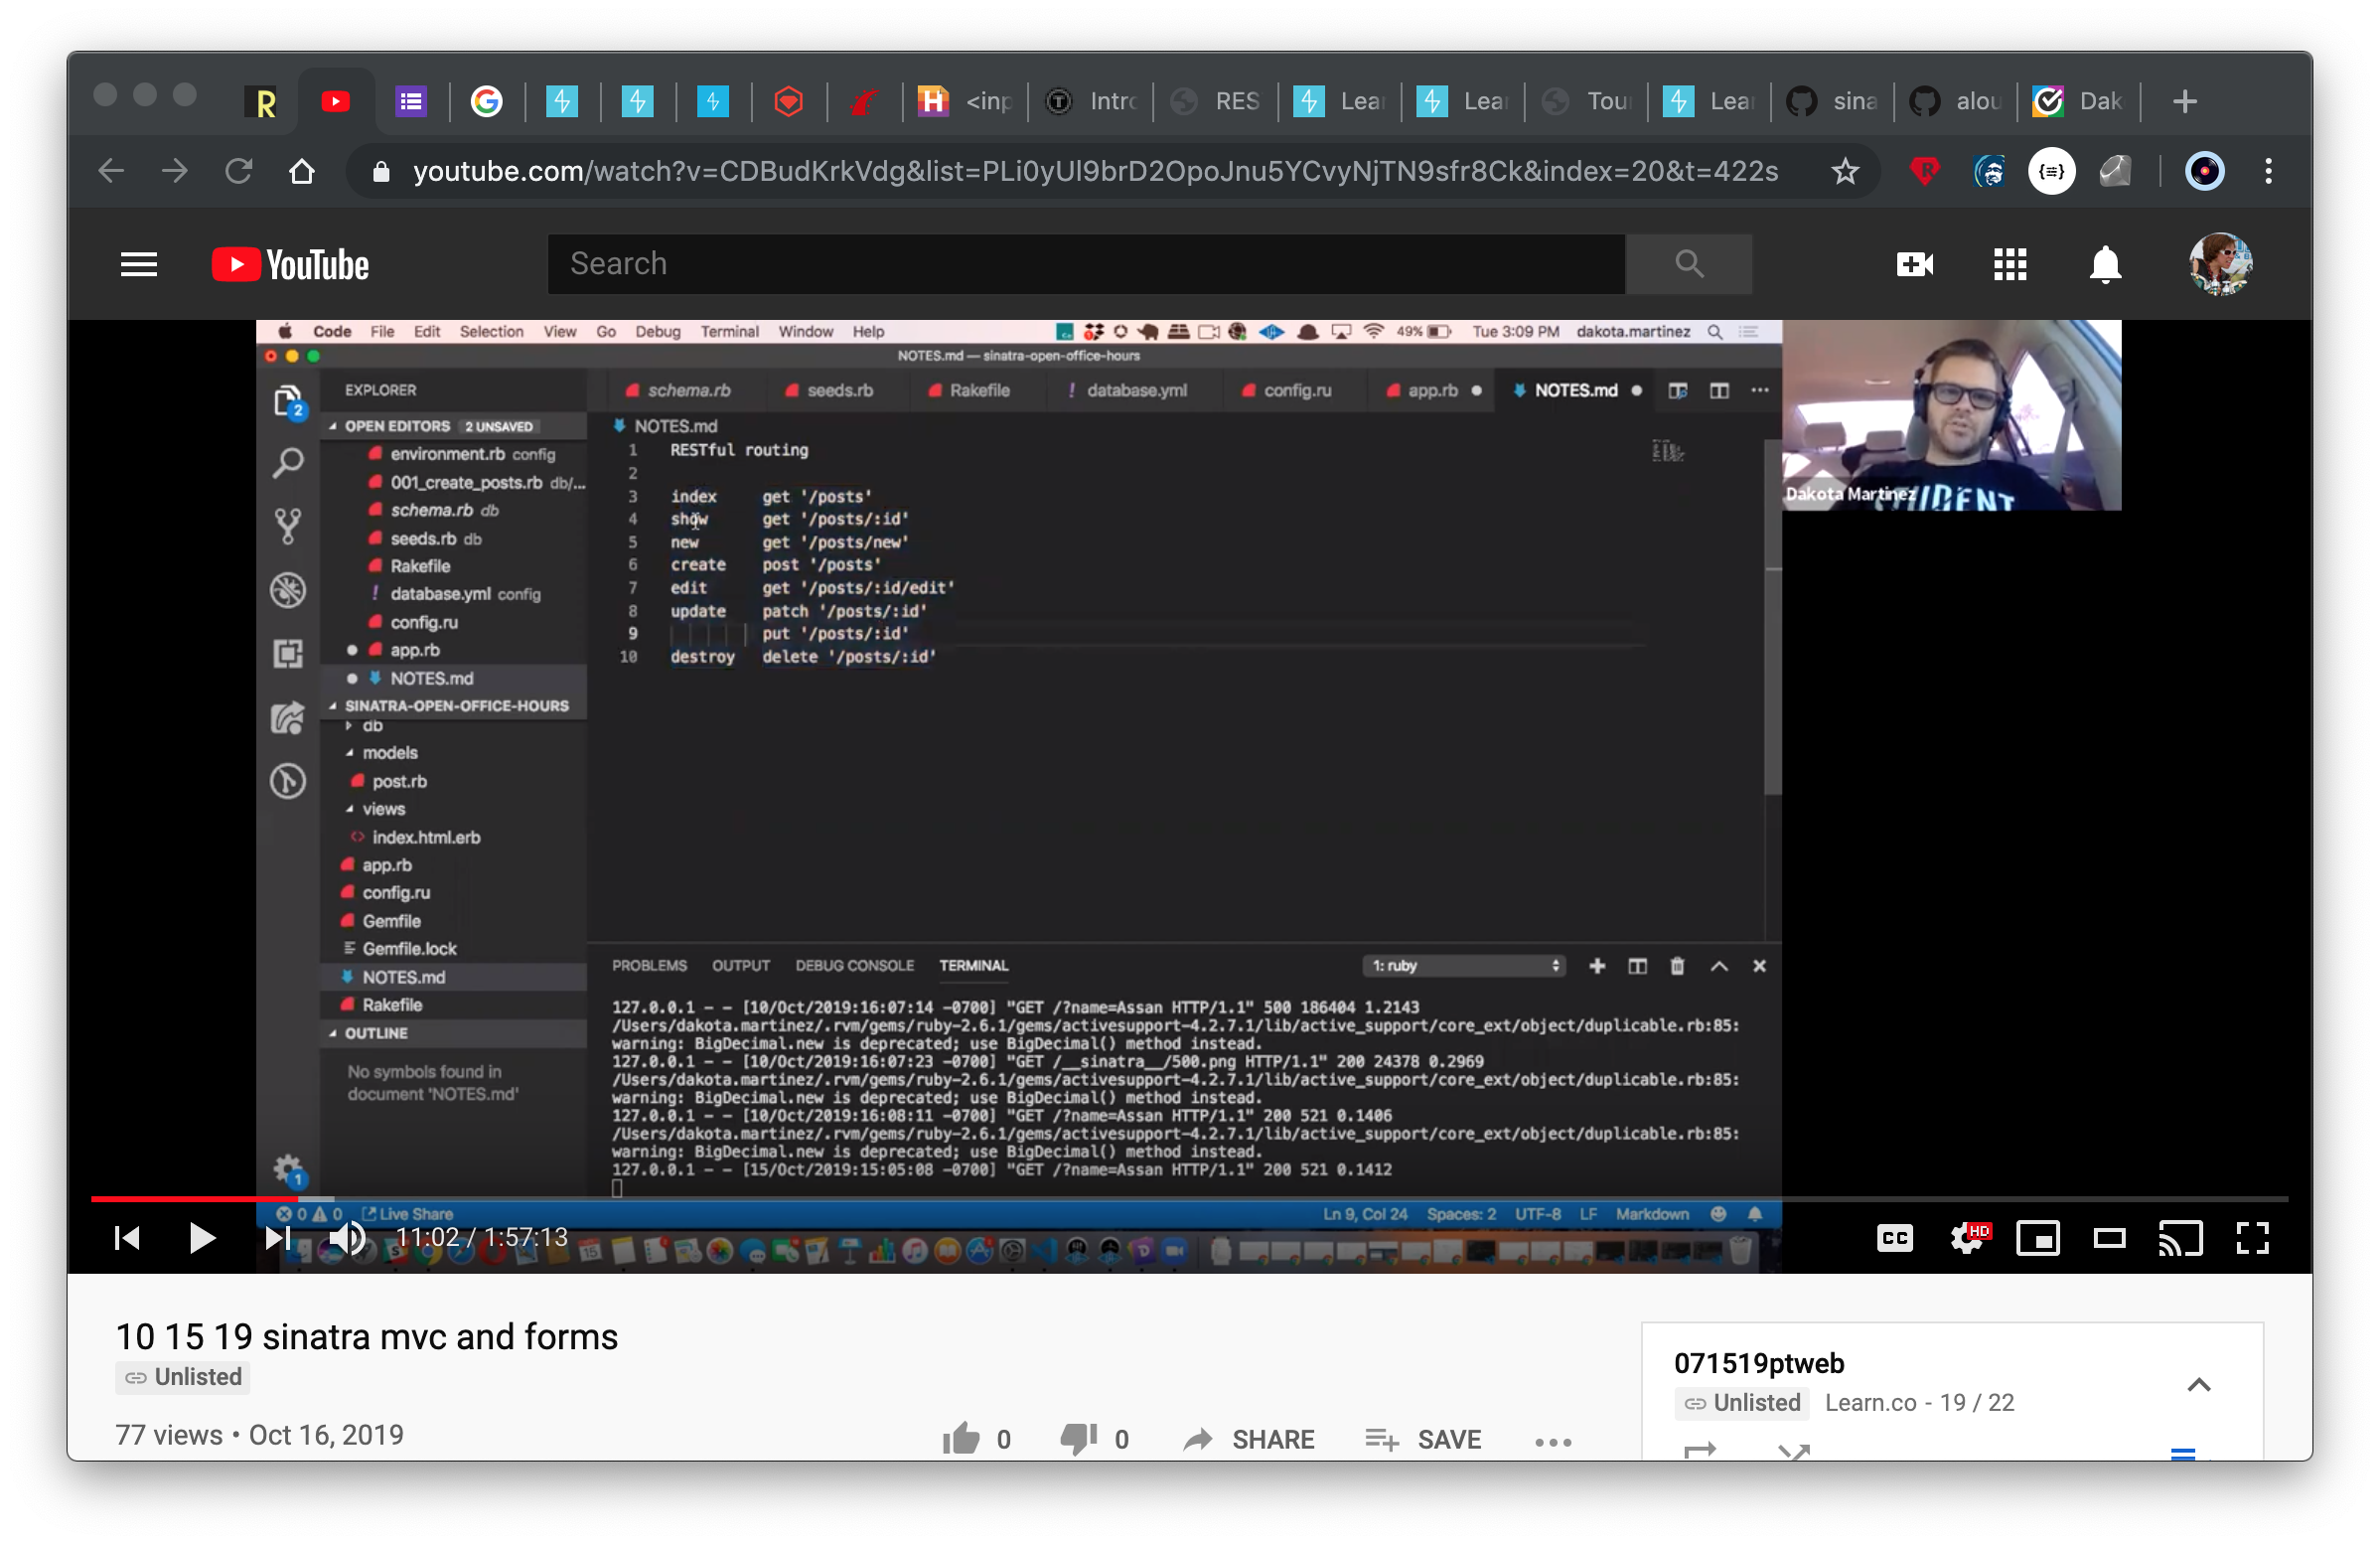 <inp
Intro
RES
Lear
Lear
Tour
Lear
sina
alou
Dak
youtube.com/watch?v=CDBudKrkVdg&list=PLi0yUl9brD2OpoJnu5YCvyNjTN9sfr8Ck&index=20&t=422s
YouTube
Search
Code File Edit Selection View Go Debug Terminal Window Help 49% Tue 3:09 PM dakota.martinez
NOTES.md — sinatra-open-office-hours
EXPLORER
schema.rb seeds.rb Rakefile ! database.yml config.ru app.rb NOTES.md
2
OPEN EDITORS 2 UNSAVED
environment.rb config
001_create_posts.rb db/...
schema.rb db
seeds.rb db
Rakefile
! database.yml config
config.ru
app.rb
NOTES.md
SINATRA-OPEN-OFFICE-HOURS
db
models
post.rb
views
index.html.erb
app.rb
config.ru
Gemfile
Gemfile.lock
NOTES.md
Rakefile
OUTLINE
No symbols found in
document 'NOTES.md'
1
NOTES.md
1 RESTful routing
2
3 index get '/posts'
4 show get '/posts/:id'
5 new get '/posts/new'
6 create post '/posts'
7 edit get '/posts/:id/edit'
8 update patch '/posts/:id'
9 put '/posts/:id'
10 destroy delete '/posts/:id'
Dakota Martinez
STUDENT
PROBLEMS OUTPUT DEBUG CONSOLE TERMINAL 1: ruby
127.0.0.1 - - [10/Oct/2019:16:07:14 -0700] "GET /?name=Assan HTTP/1.1" 500 186404 1.2143
/Users/dakota.martinez/.rvm/gems/ruby-2.6.1/gems/activesupport-4.2.7.1/lib/active_support/core_ext/object/duplicable.rb:85:
warning: BigDecimal.new is deprecated; use BigDecimal() method instead.
127.0.0.1 - - [10/Oct/2019:16:07:23 -0700] "GET /__sinatra__/500.png HTTP/1.1" 200 24378 0.2969
/Users/dakota.martinez/.rvm/gems/ruby-2.6.1/gems/activesupport-4.2.7.1/lib/active_support/core_ext/object/duplicable.rb:85:
warning: BigDecimal.new is deprecated; use BigDecimal() method instead.
127.0.0.1 - - [10/Oct/2019:16:08:11 -0700] "GET /?name=Assan HTTP/1.1" 200 521 0.1406
/Users/dakota.martinez/.rvm/gems/ruby-2.6.1/gems/activesupport-4.2.7.1/lib/active_support/core_ext/object/duplicable.rb:85:
warning: BigDecimal.new is deprecated; use BigDecimal() method instead.
127.0.0.1 - - [15/Oct/2019:15:05:08 -0700] "GET /?name=Assan HTTP/1.1" 200 521 0.1412
0 0 Live Share Ln 9, Col 24 Spaces: 2 UTF-8 LF Markdown
11:02 / 1:57:13 CC HD
10 15 19 sinatra mvc and forms
Unlisted
77 views • Oct 16, 2019
0 0 SHARE SAVE
071519ptweb
Unlisted Learn.co - 19 / 22